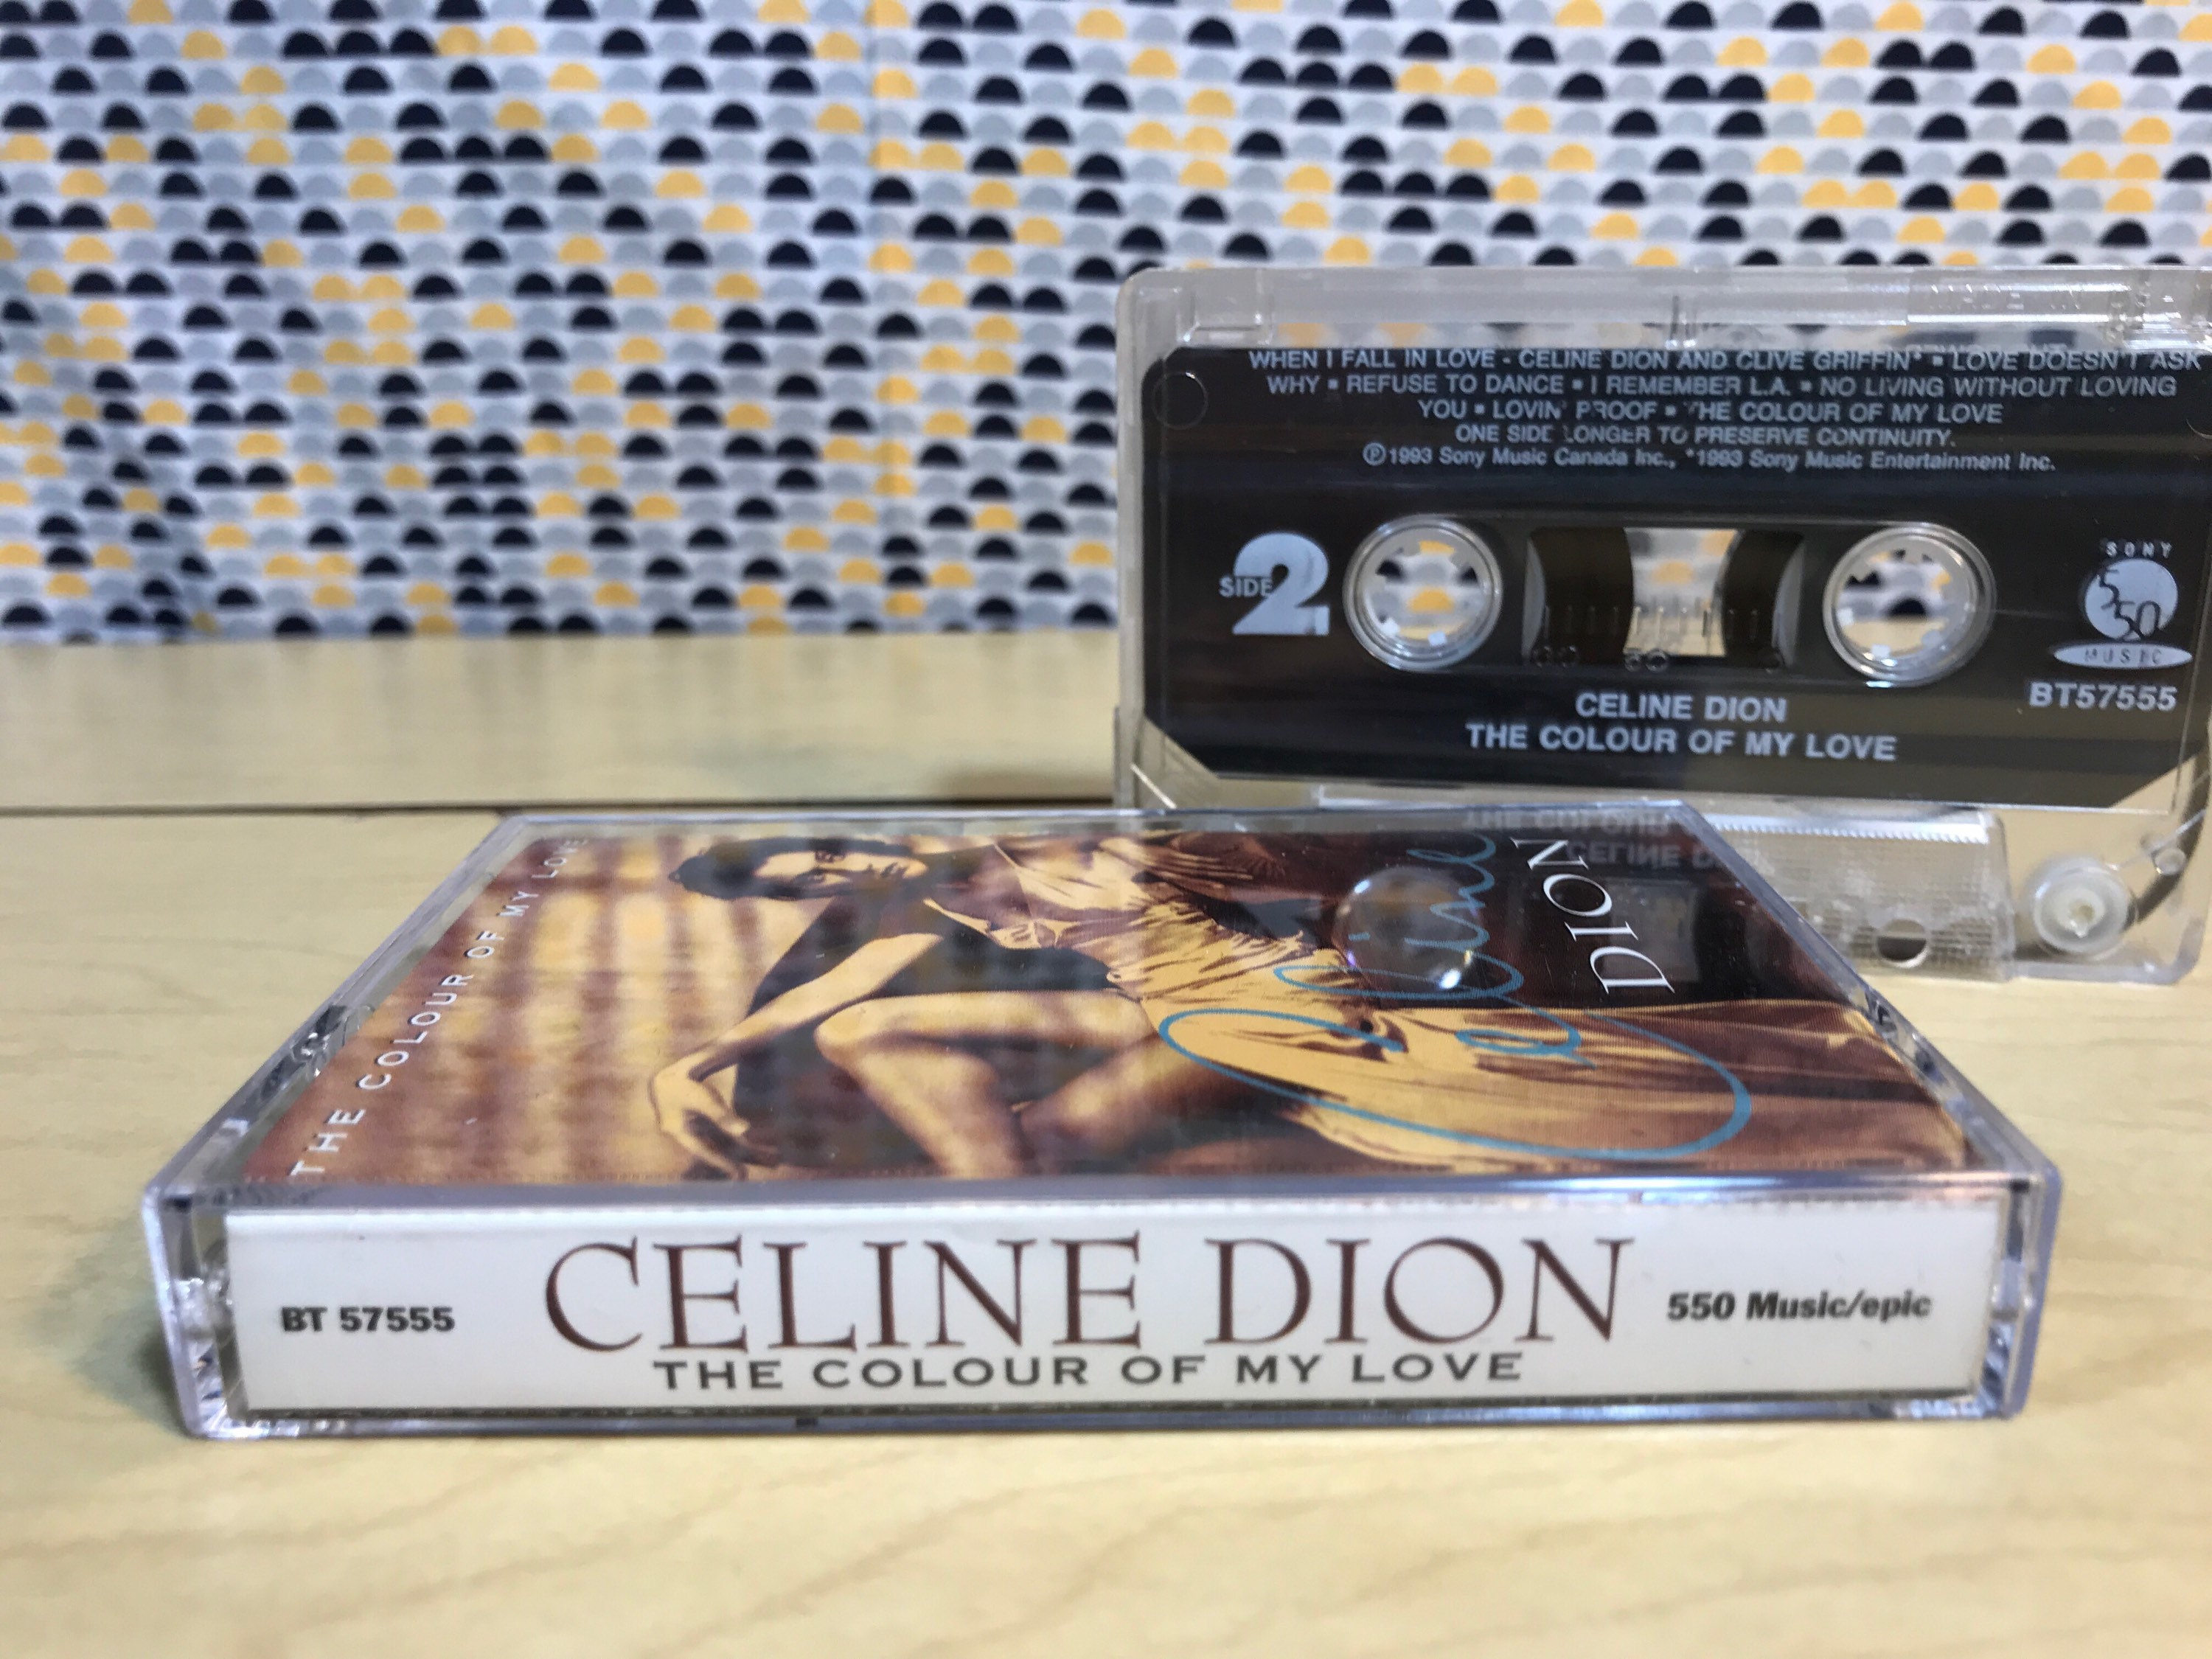 WHEN I FALL IN LOVE - CELINE DION AND CLIVE GRIFFIN* ▪ LOVE DOESN'T ASK
WHY ▪ REFUSE TO DANCE ▪ I REMEMBER L.A. ▪ NO LIVING WITHOUT LOVING
YOU ▪ LOVIN' PROOF ▪ THE COLOUR OF MY LOVE
ONE SIDE LONGER TO PRESERVE CONTINUITY.
℗1993 Sony Music Canada Inc., *1993 Sony Music Entertainment Inc.
SIDE 2
SONY
550
MUSIC
BT57555
CELINE DION
THE COLOUR OF MY LOVE
THE COLOUR OF MY LOVE
Celine
DION
BT 57555
CELINE DION
THE COLOUR OF MY LOVE
550 Music/epic